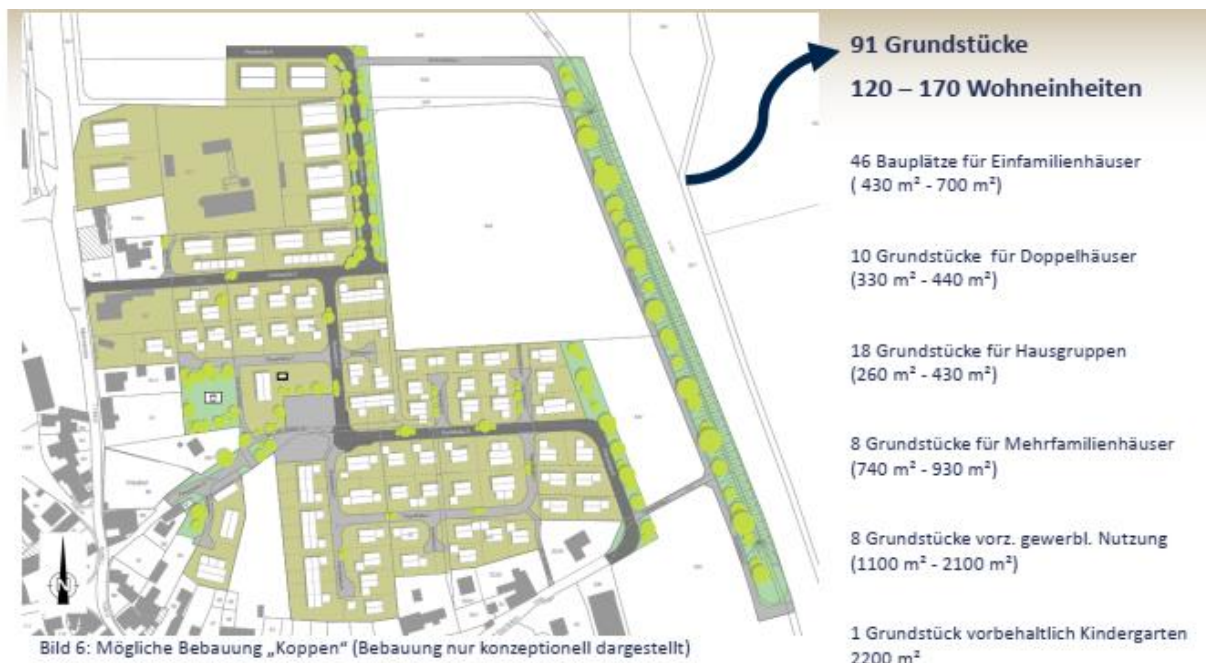 91 Grundstücke
120 – 170 Wohneinheiten
46 Bauplätze für Einfamilienhäuser
( 430 m² - 700 m²)
10 Grundstücke für Doppelhäuser
(330 m² - 440 m²)
18 Grundstücke für Hausgruppen
(260 m² - 430 m²)
8 Grundstücke für Mehrfamilienhäuser
(740 m² - 930 m²)
8 Grundstücke vorz. gewerbl. Nutzung
(1100 m² - 2100 m²)
1 Grundstück vorbehaltlich Kindergarten
2200 m²
N
Bild 6: Mögliche Bebauung „Koppen“ (Bebauung nur konzeptionell dargestellt)